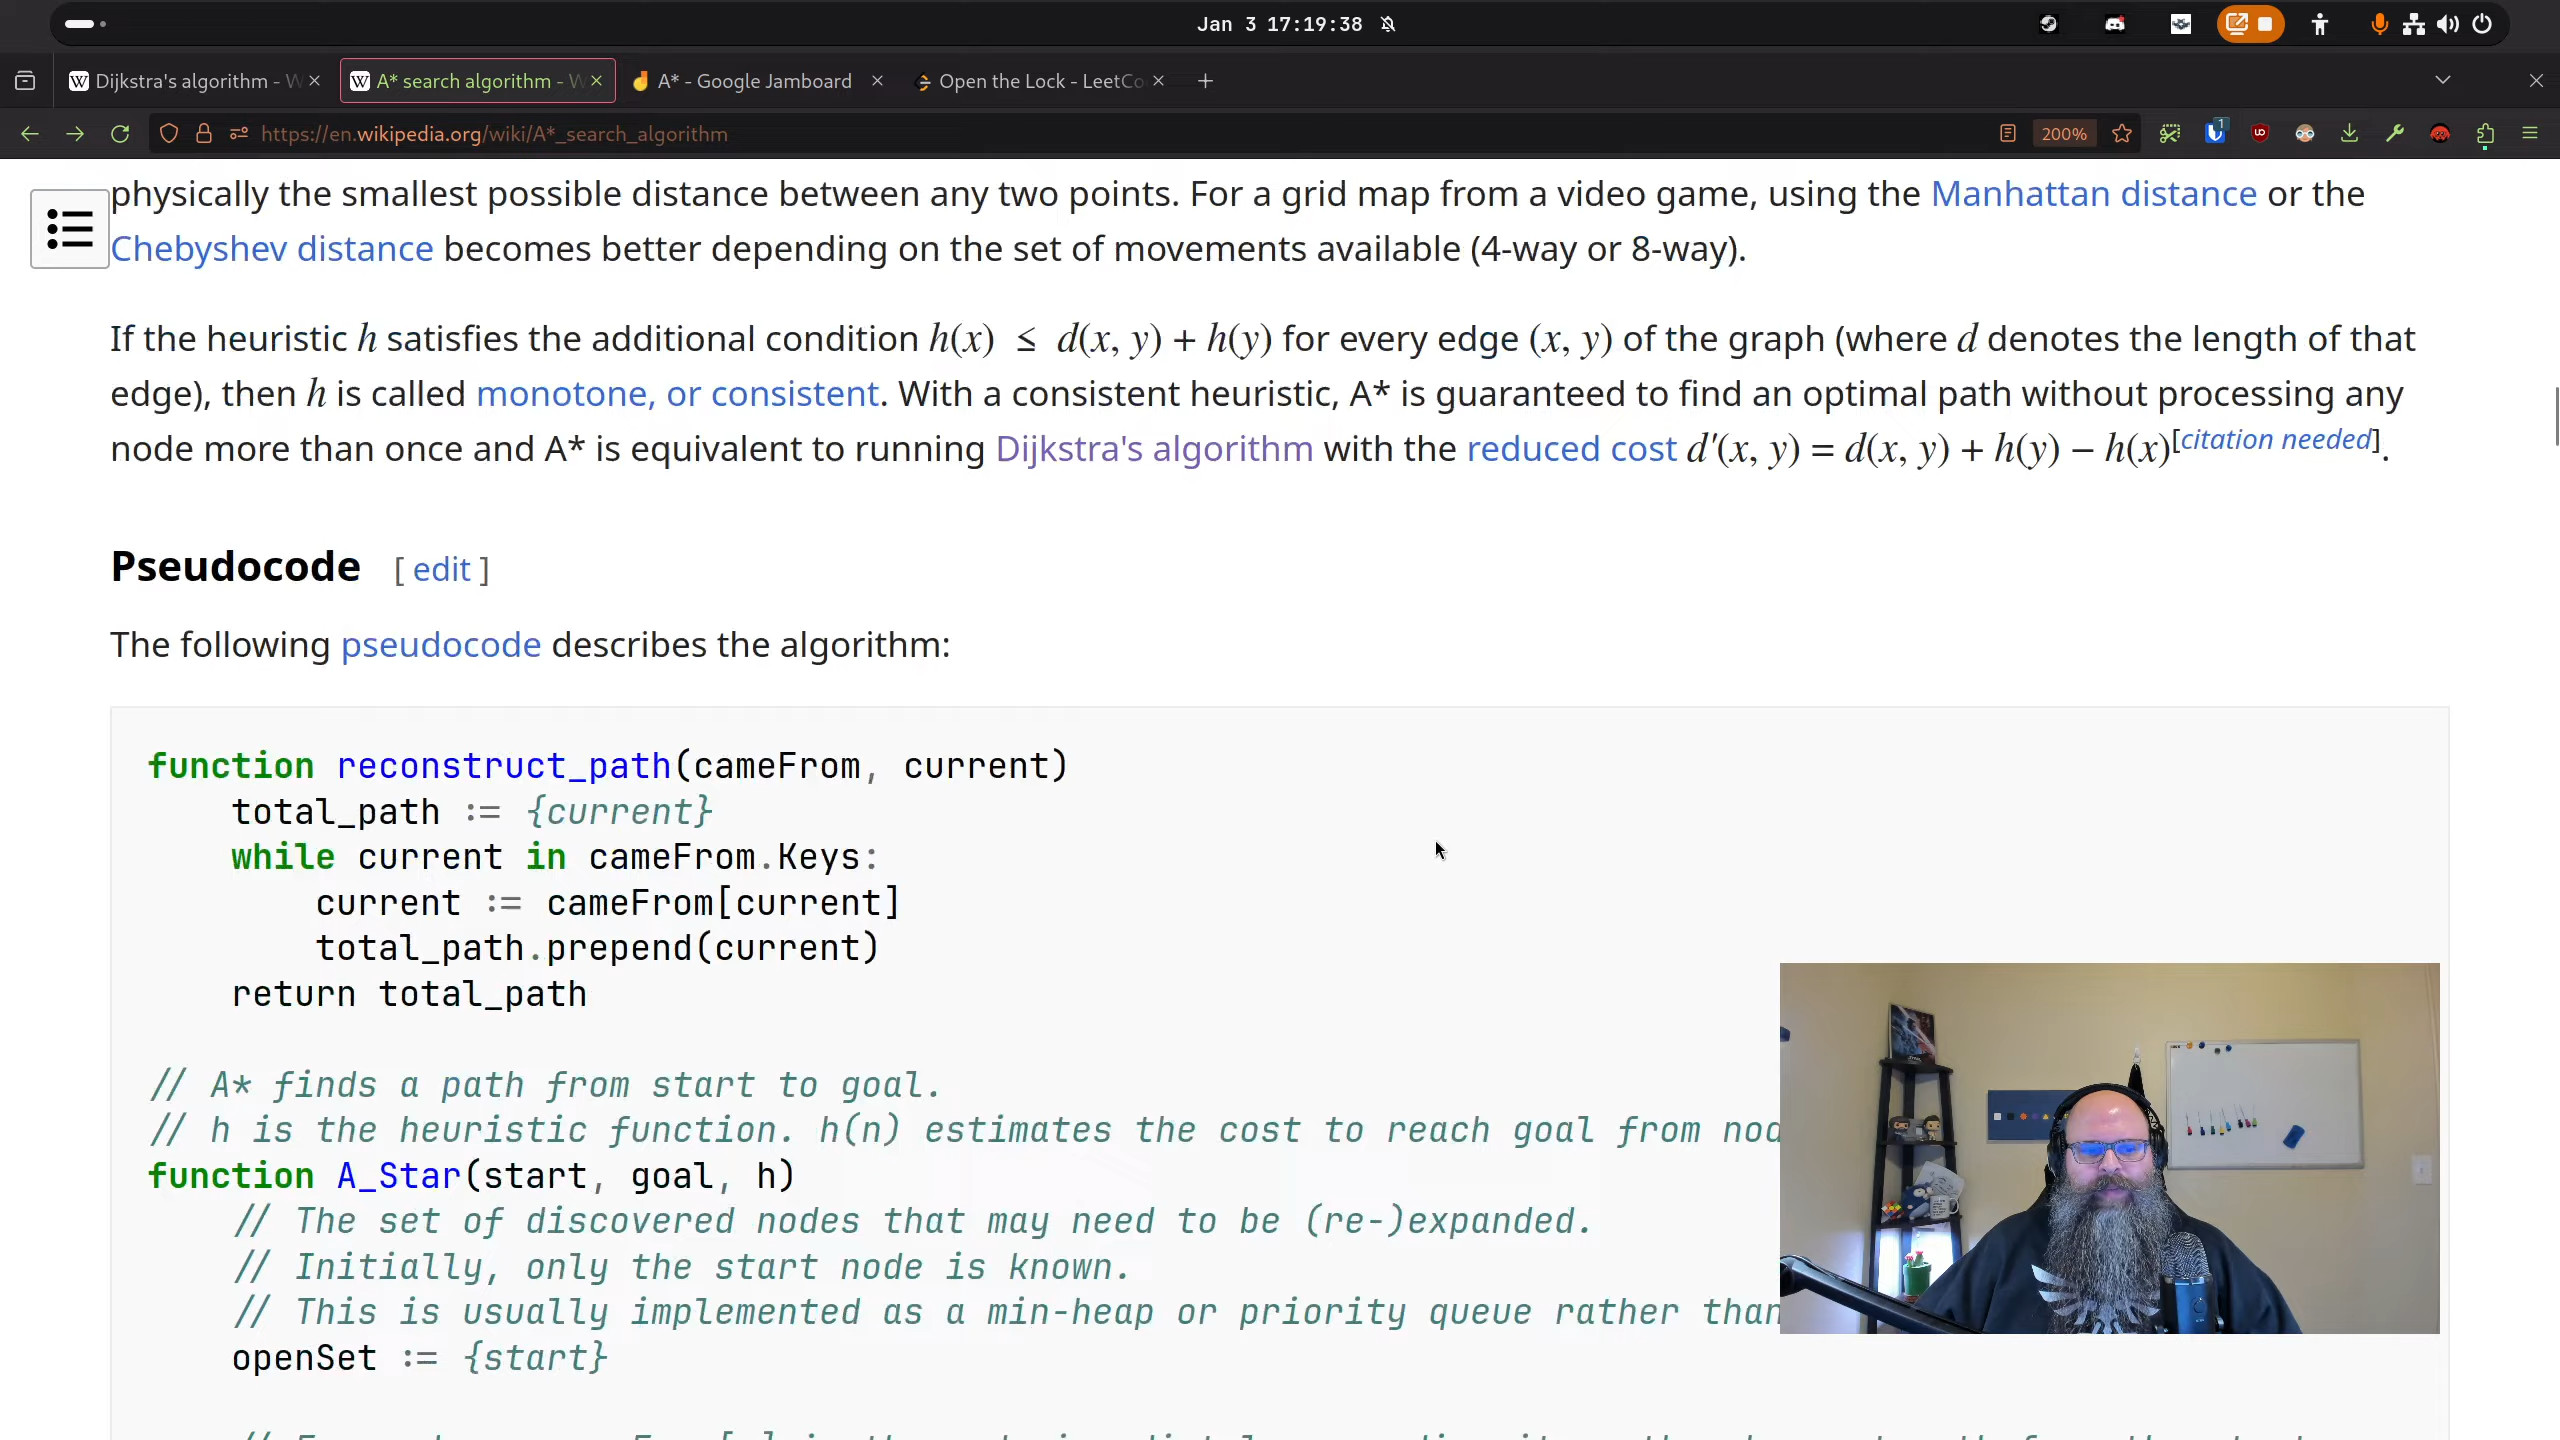 Jan 3 17:19:38
Dijkstra's algorithm - W
A* search algorithm - W
A* - Google Jamboard
Open the Lock - LeetCo
https://en.wikipedia.org/wiki/A*_search_algorithm
200%
1
physically the smallest possible distance between any two points. For a grid map from a video game, using the Manhattan distance or the
Chebyshev distance becomes better depending on the set of movements available (4-way or 8-way).
If the heuristic h satisfies the additional condition h(x) ≤ d(x, y) + h(y) for every edge (x, y) of the graph (where d denotes the length of that
edge), then h is called monotone, or consistent. With a consistent heuristic, A* is guaranteed to find an optimal path without processing any
node more than once and A* is equivalent to running Dijkstra's algorithm with the reduced cost d′(x, y) = d(x, y) + h(y) − h(x)[citation needed].
Pseudocode [ edit ]
The following pseudocode describes the algorithm:
function reconstruct_path(cameFrom, current)
total_path := {current}
while current in cameFrom.Keys:
current := cameFrom[current]
total_path.prepend(current)
return total_path
// A* finds a path from start to goal.
// h is the heuristic function. h(n) estimates the cost to reach goal from nod
function A_Star(start, goal, h)
// The set of discovered nodes that may need to be (re-)expanded.
// Initially, only the start node is known.
// This is usually implemented as a min-heap or priority queue rather than
openSet := {start}